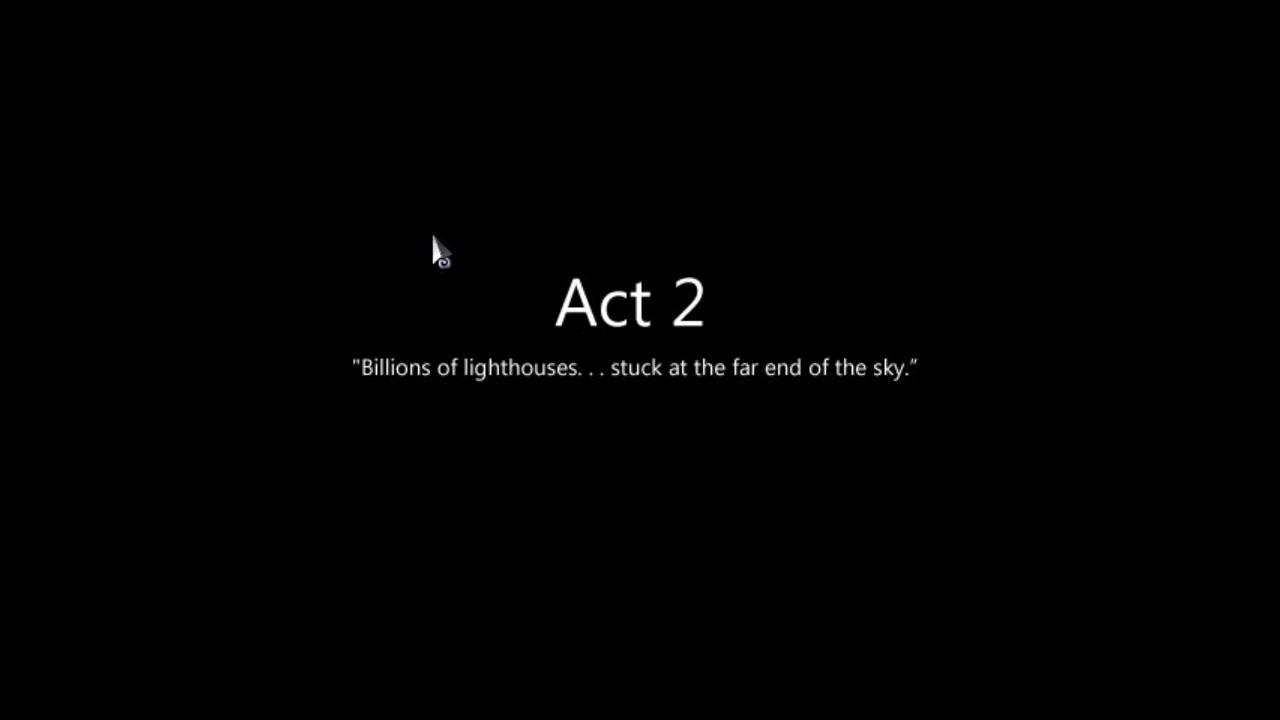 Act 2
"Billions of lighthouses. . . stuck at the far end of the sky.”